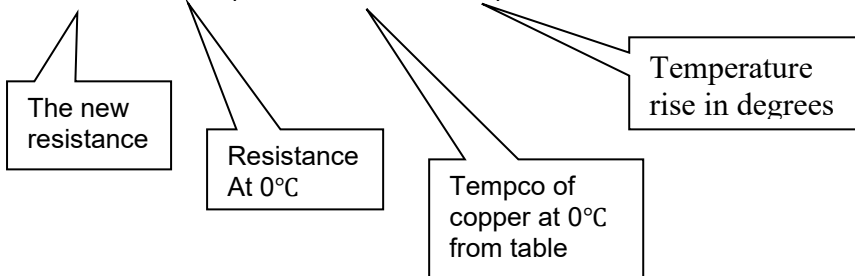 The new
resistance
Resistance
At 0°C
Tempco of
copper at 0°C
from table
Temperature
rise in degrees